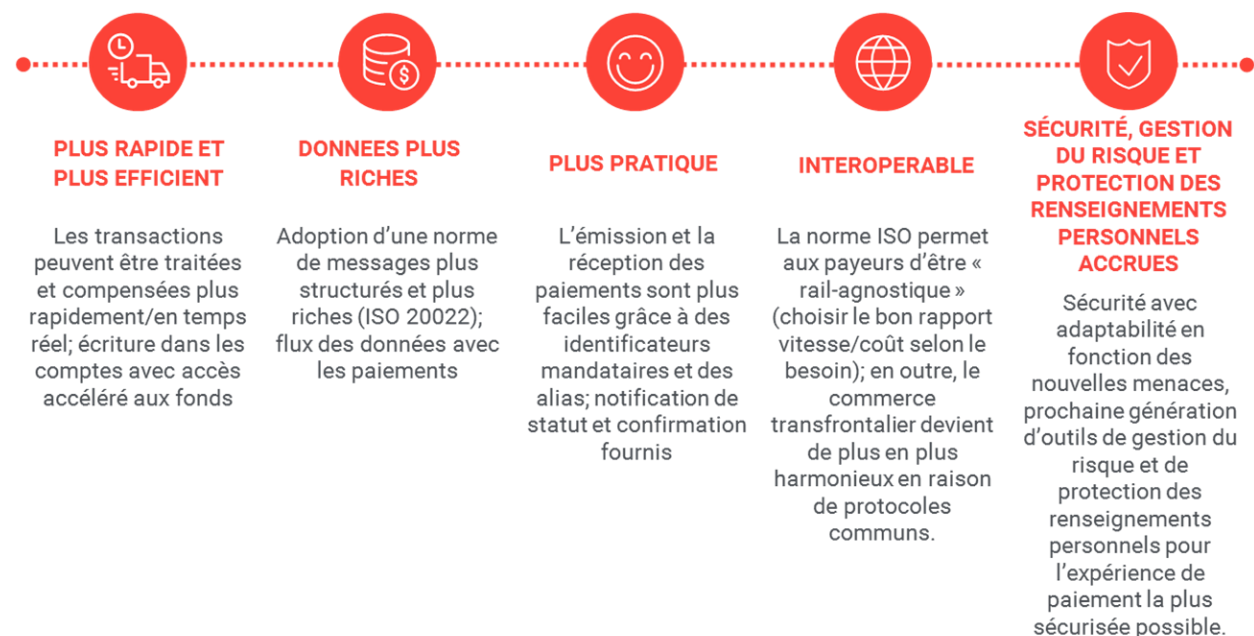 $
PLUS RAPIDE ET
PLUS EFFICIENT
Les transactions
peuvent être traitées
et compensées plus
rapidement/en temps
réel; écriture dans les
comptes avec accès
accéléré aux fonds
DONNEES PLUS
RICHES
Adoption d’une norme
de messages plus
structurés et plus
riches (ISO 20022);
flux des données avec
les paiements
PLUS PRATIQUE
L’émission et la
réception des
paiements sont plus
faciles grâce à des
identificateurs
mandataires et des
alias; notification de
statut et confirmation
fournis
INTEROPERABLE
La norme ISO permet
aux payeurs d’être «
rail-agnostique »
(choisir le bon rapport
vitesse/coût selon le
besoin); en outre, le
commerce
transfrontalier devient
de plus en plus
harmonieux en raison
de protocoles
communs.
SÉCURITÉ, GESTION
DU RISQUE ET
PROTECTION DES
RENSEIGNEMENTS
PERSONNELS
ACCRUES
Sécurité avec
adaptabilité en
fonction des
nouvelles menaces,
prochaine génération
d’outils de gestion du
risque et de
protection des
renseignements
personnels pour
l’expérience de
paiement la plus
sécurisée possible.